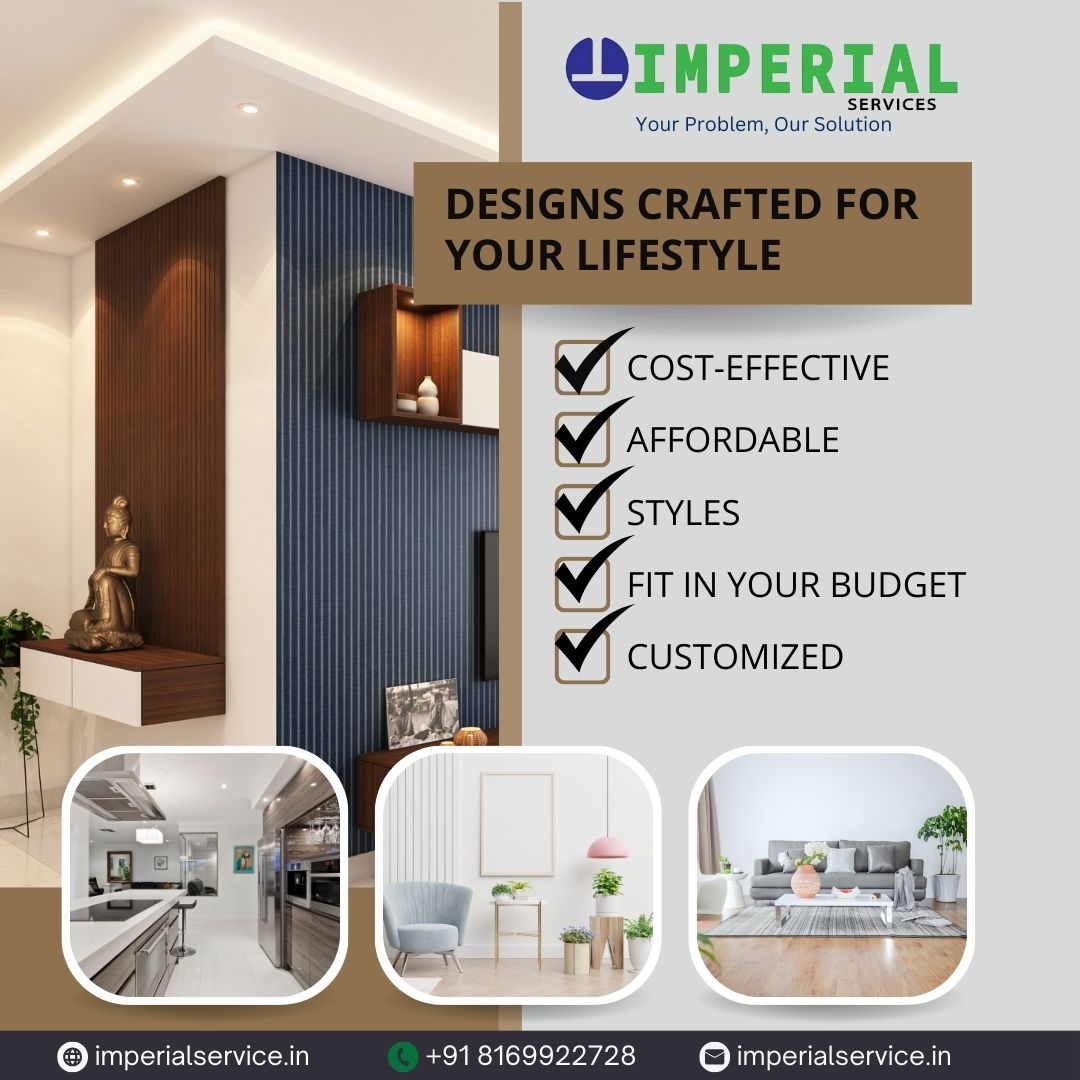 IMPERIAL
SERVICES
Your Problem, Our Solution
DESIGNS CRAFTED FOR
YOUR LIFESTYLE
COST-EFFECTIVE
AFFORDABLE
STYLES
FIT IN YOUR BUDGET
CUSTOMIZED
imperialservice.in
+91 8169922728
imperialservice.in